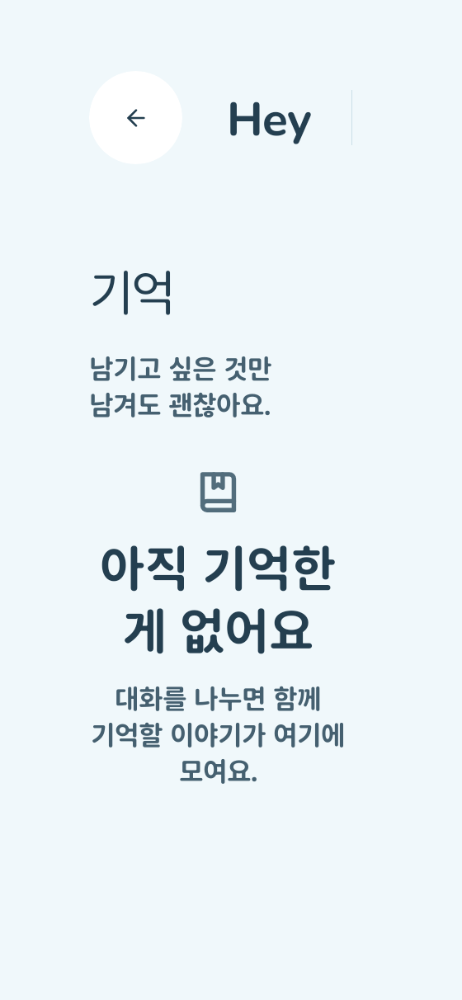 Hey
기억
남기고 싶은 것만
남겨도 괜찮아요.
아직 기억한
게 없어요
대화를 나누면 함께
기억할 이야기가 여기에
모여요.